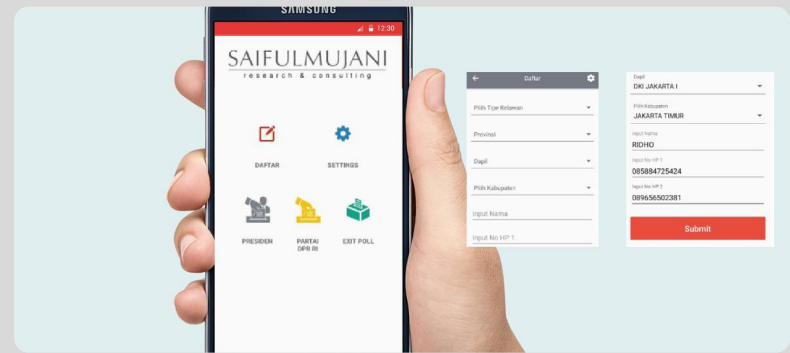 SAMSUNG
12:30
SAIFULMUJANI
research & consulting
DAFTAR
SETTINGS
PRESIDEN
PARTAI
DPR RI
EXIT POLL
Daftar
Pilih Tipe Relawan
Provinsi
Dapil
Pilih Kabupaten
Input Nama
Input No HP 1
Dapil
DKI JAKARTA I
Pilih Kabupaten
JAKARTA TIMUR
Input Nama
RIDHO
Input No HP 1
085884725424
Input No HP 2
089656502381
Submit